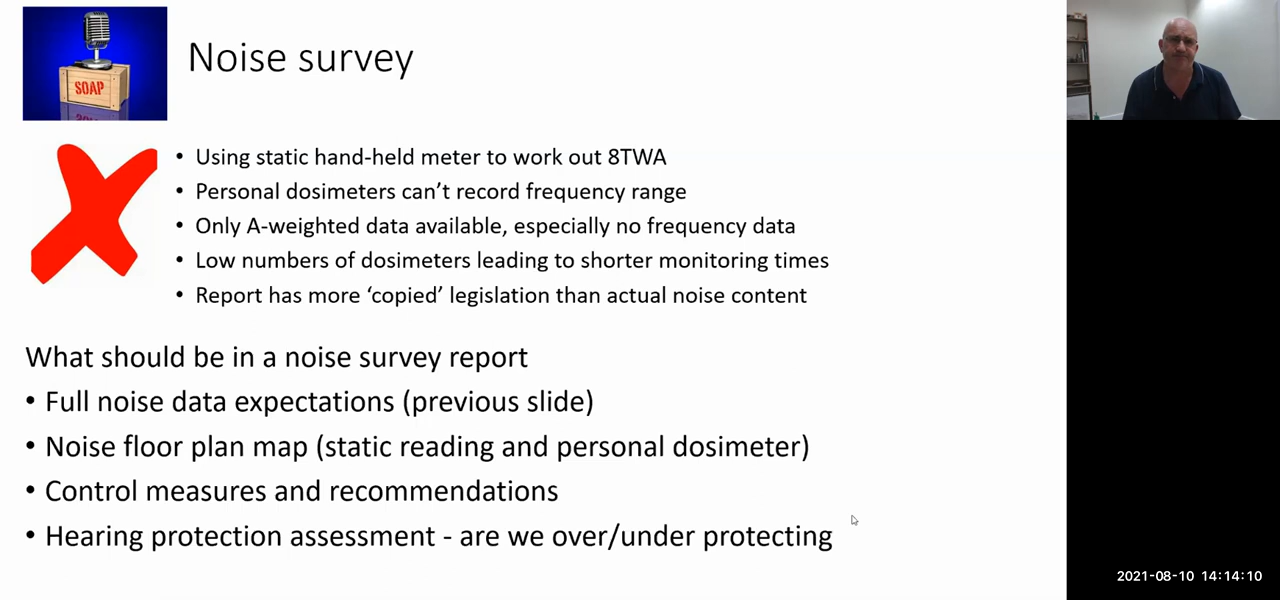 SOAP
Noise survey
• Using static hand-held meter to work out 8TWA
• Personal dosimeters can’t record frequency range
• Only A-weighted data available, especially no frequency data
• Low numbers of dosimeters leading to shorter monitoring times
• Report has more ‘copied’ legislation than actual noise content
What should be in a noise survey report
• Full noise data expectations (previous slide)
• Noise floor plan map (static reading and personal dosimeter)
• Control measures and recommendations
• Hearing protection assessment - are we over/under protecting
2021-08-10 14:14:10